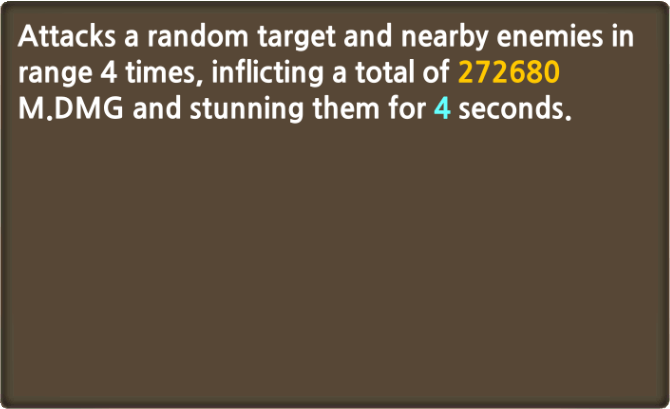 Attacks a random target and nearby enemies in
range 4 times, inflicting a total of 272680
M.DMG and stunning them for 4 seconds.